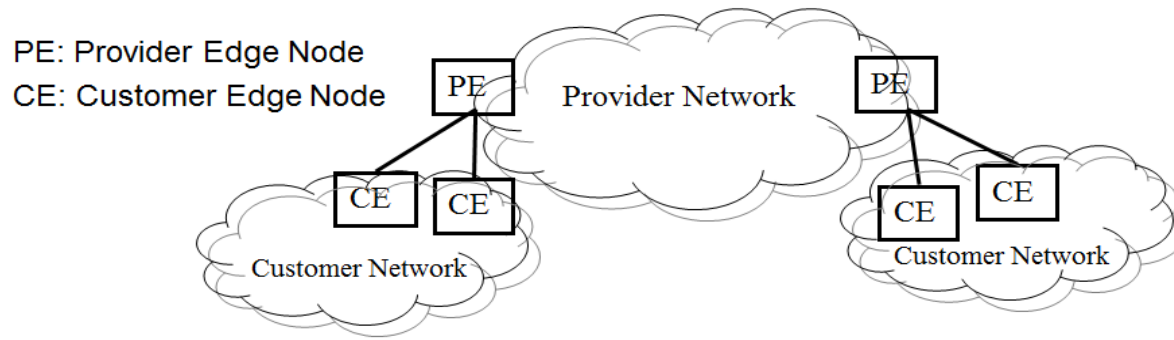 PE: Provider Edge Node
CE: Customer Edge Node
PE
Provider Network
PE
CE
CE
CE
CE
Customer Network
Customer Network